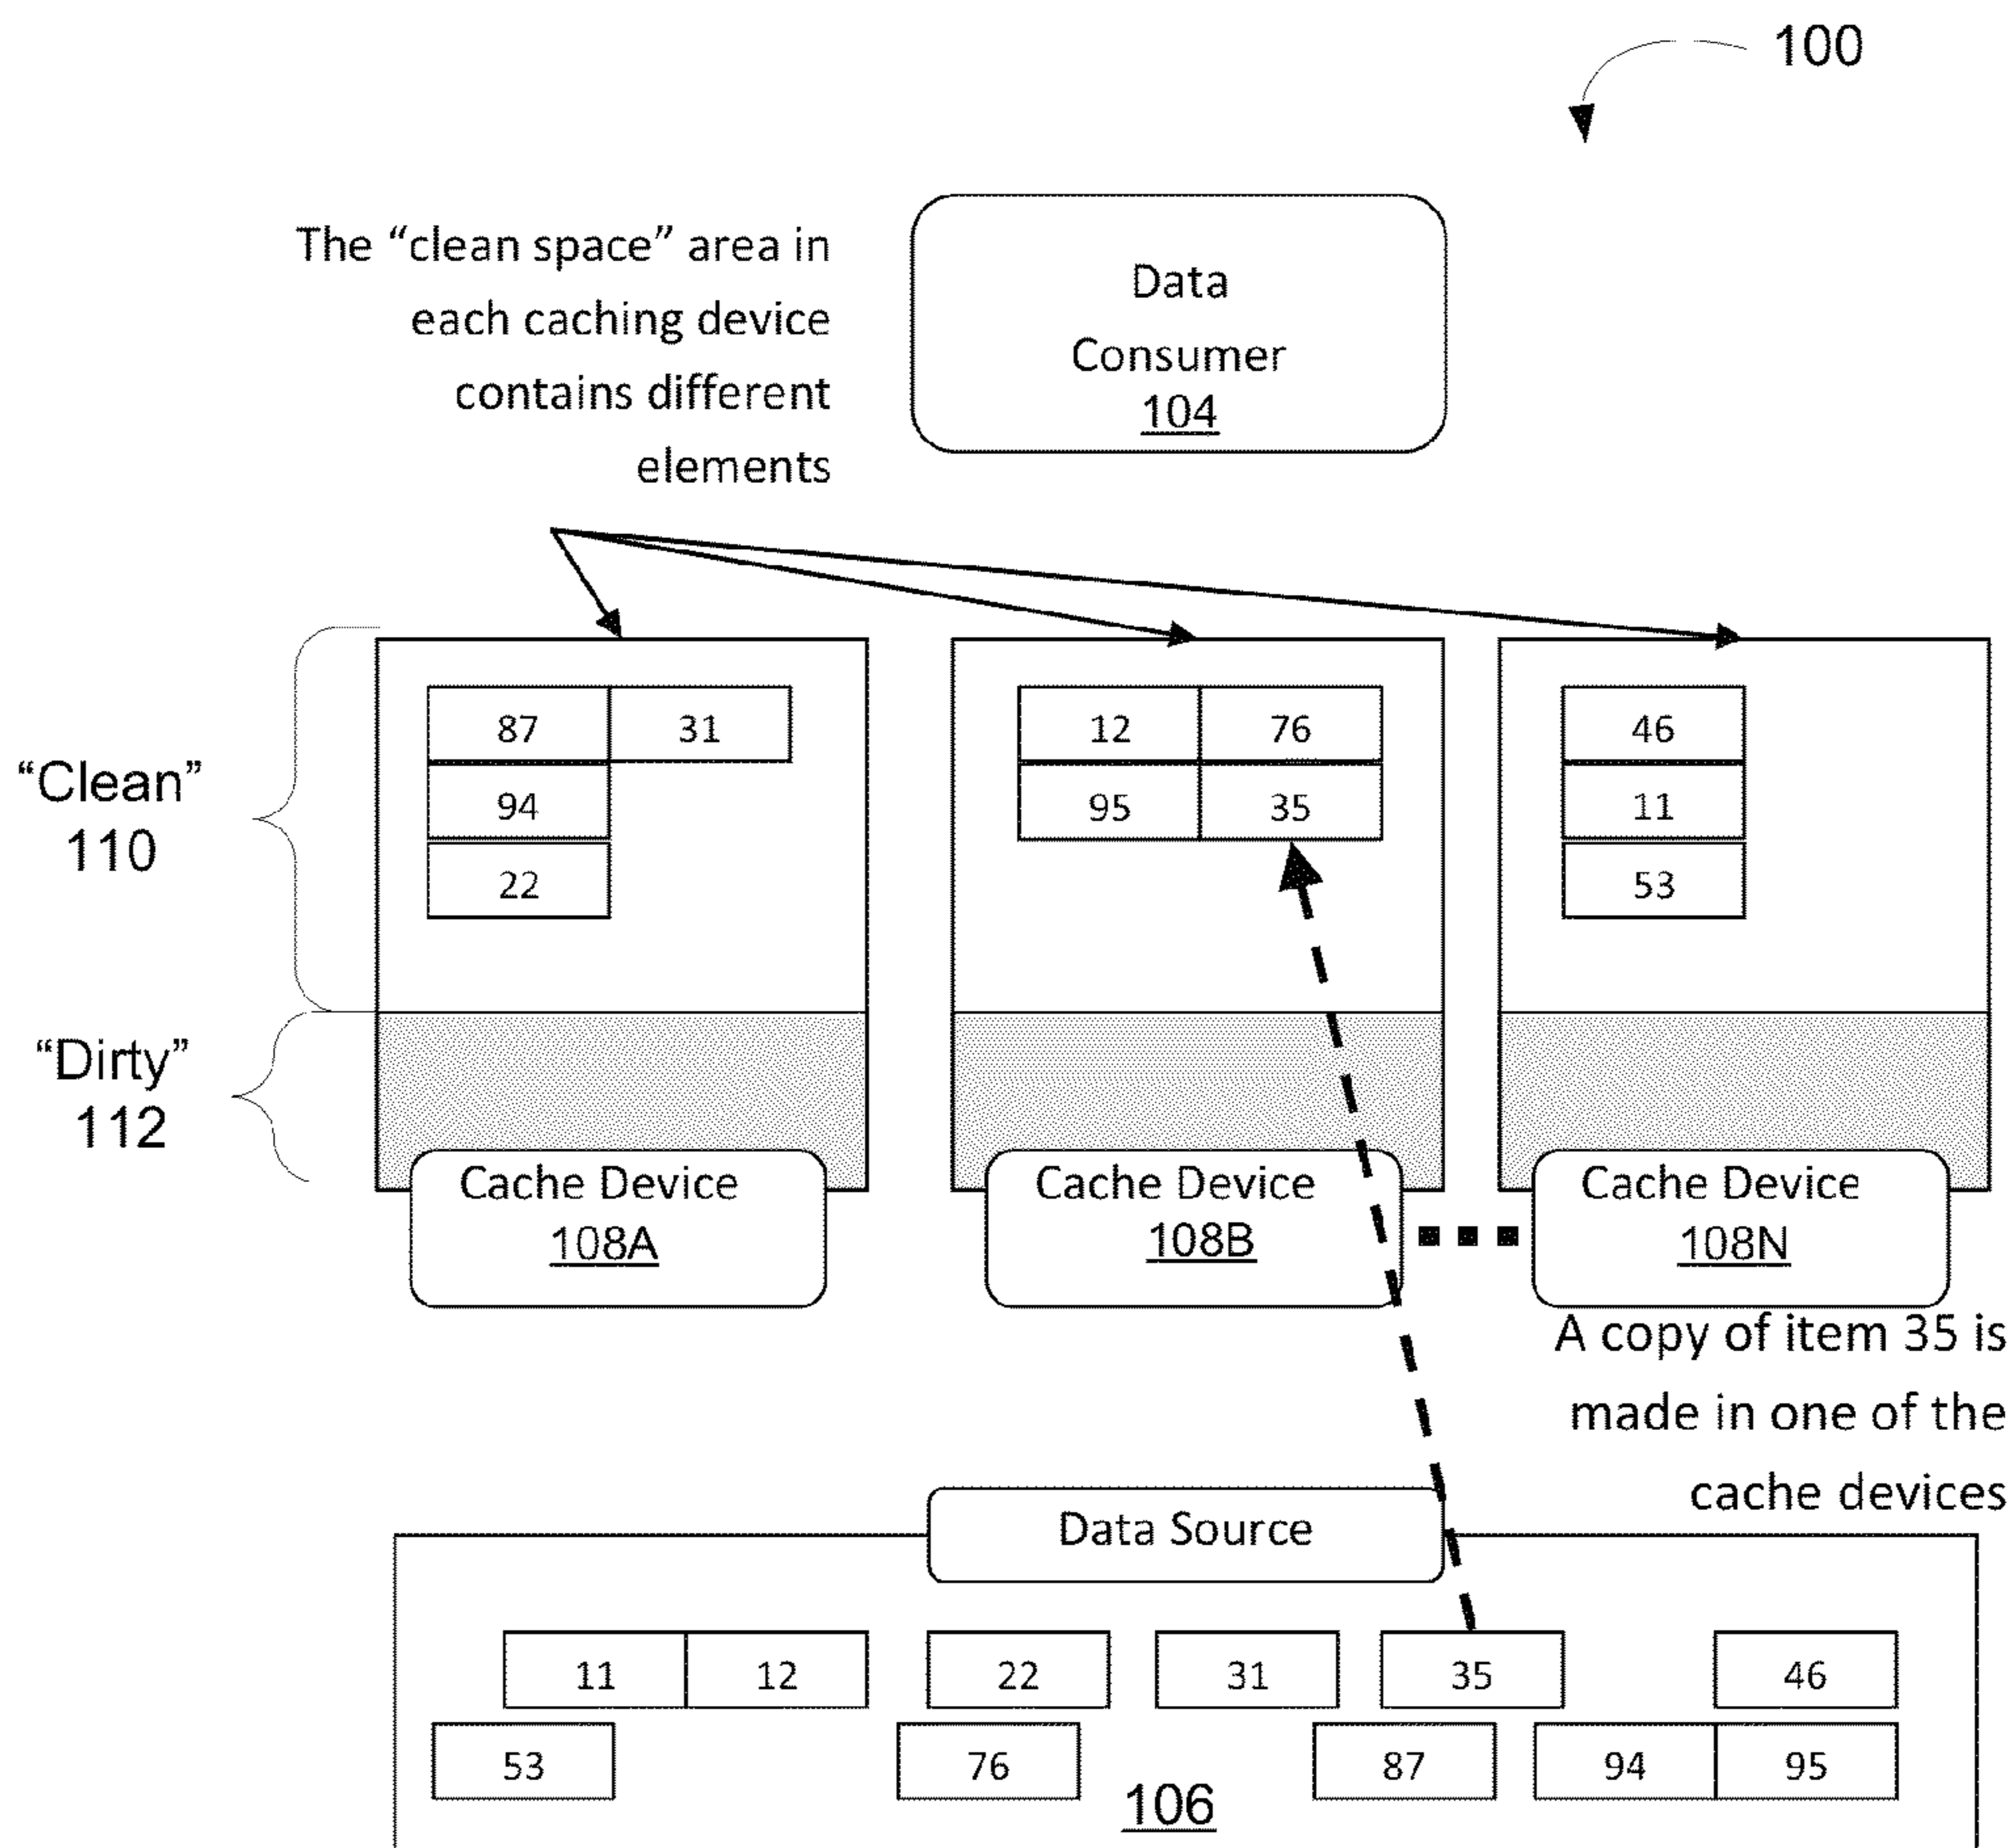 100
The “clean space” area in
each caching device
contains different
elements
Data
Consumer
104
“Clean”
110
87 31
94
22
12 76
95 35
46
11
53
“Dirty”
112
Cache Device
108A
Cache Device
108B
Cache Device
108N
A copy of item 35 is
made in one of the
cache devices
Data Source
11 12 22 31 35 46
53 76 87 94 95
106